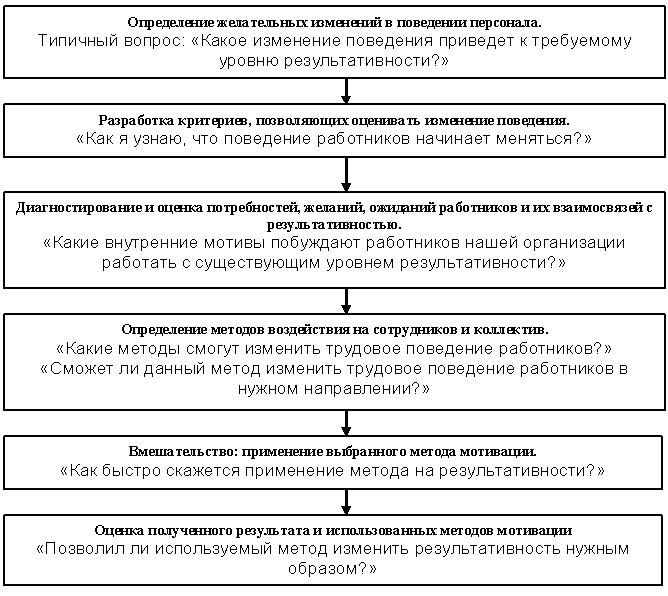 Определение желательных изменений в поведении персонала.
Типичный вопрос: «Какое изменение поведения приведет к требуемому
уровню результативности?»
Разработка критериев, позволяющих оценивать изменение поведения.
«Как я узнаю, что поведение работников начинает меняться?»
Диагностирование и оценка потребностей, желаний, ожиданий работников и их взаимосвязей с
результативностью.
«Какие внутренние мотивы побуждают работников нашей организации
работать с существующим уровнем результативности?»
Определение методов воздействия на сотрудников и коллектив.
«Какие методы смогут изменить трудовое поведение работников?»
«Сможет ли данный метод изменить трудовое поведение работников в
нужном направлении?»
Вмешательство: применение выбранного метода мотивации.
«Как быстро скажется применение метода на результативности?»
Оценка полученного результата и использованных методов мотивации
«Позволил ли используемый метод изменить результативность нужным
образом?»